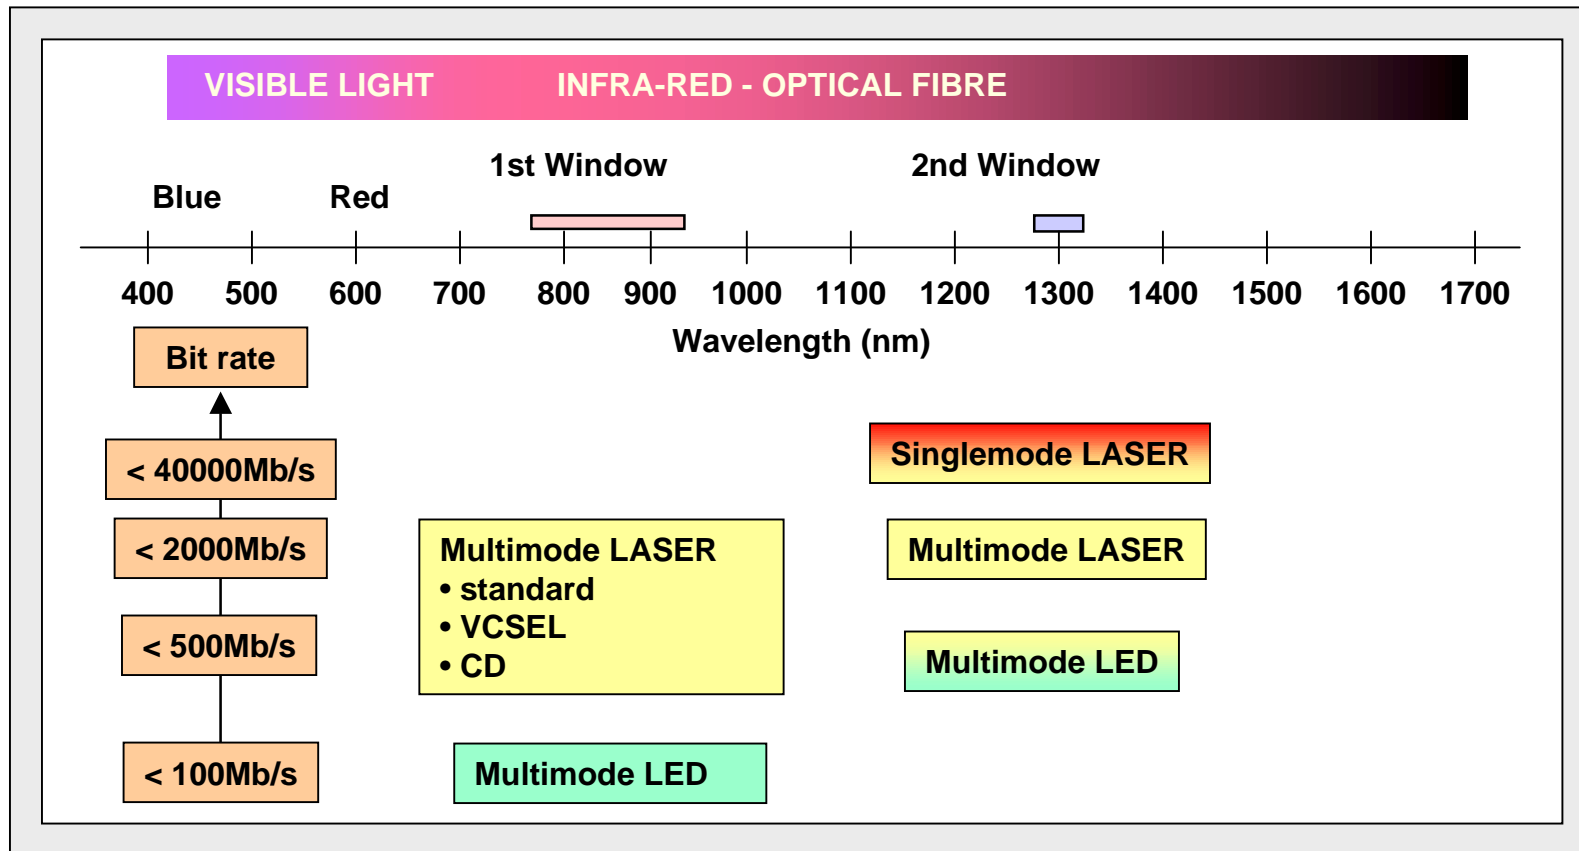 VISIBLE LIGHT INFRA-RED - OPTICAL FIBRE
1st Window 2nd Window
Blue Red
400 500 600 700 800 900 1000 1100 1200 1300 1400 1500 1600 1700
Wavelength (nm)
Bit rate
< 40000Mb/s
< 2000Mb/s
< 500Mb/s
< 100Mb/s
Multimode LASER
• standard
• VCSEL
• CD
Multimode LED
Singlemode LASER
Multimode LASER
Multimode LED